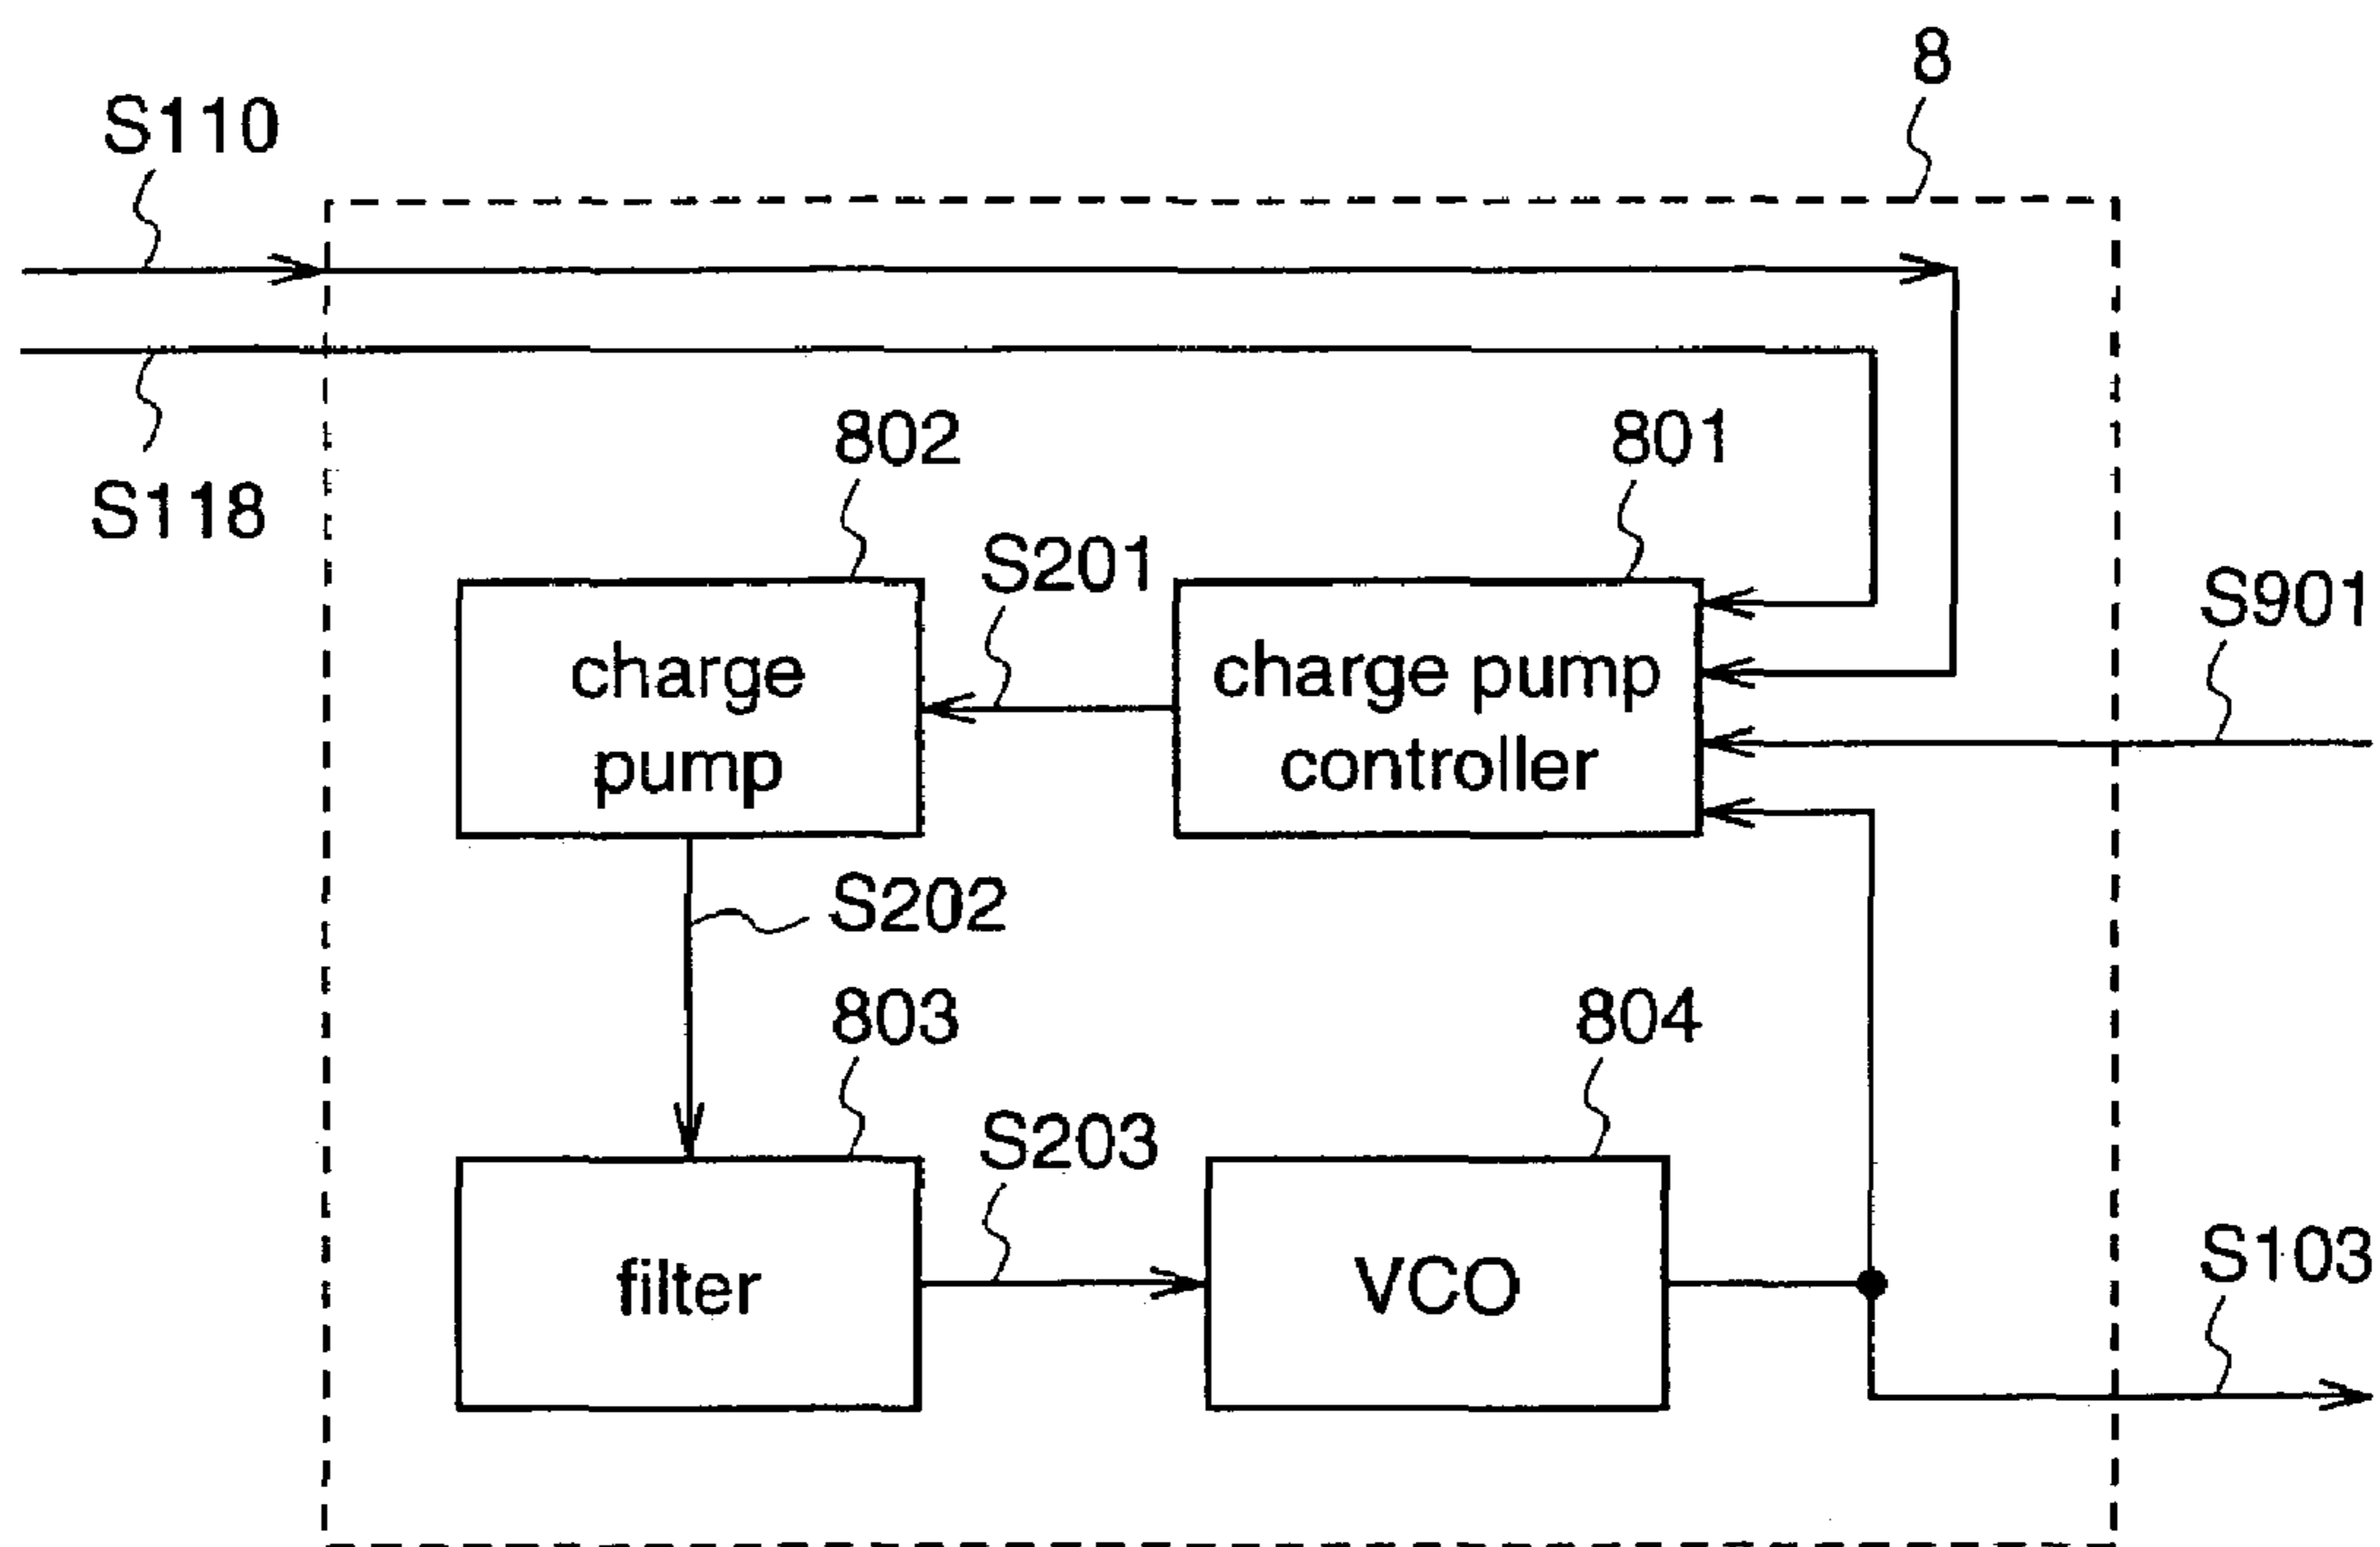 8
S110
S118
802
801
S201
S901
charge
pump
charge pump
controller
S202
803
804
S203
S103
filter
VCO